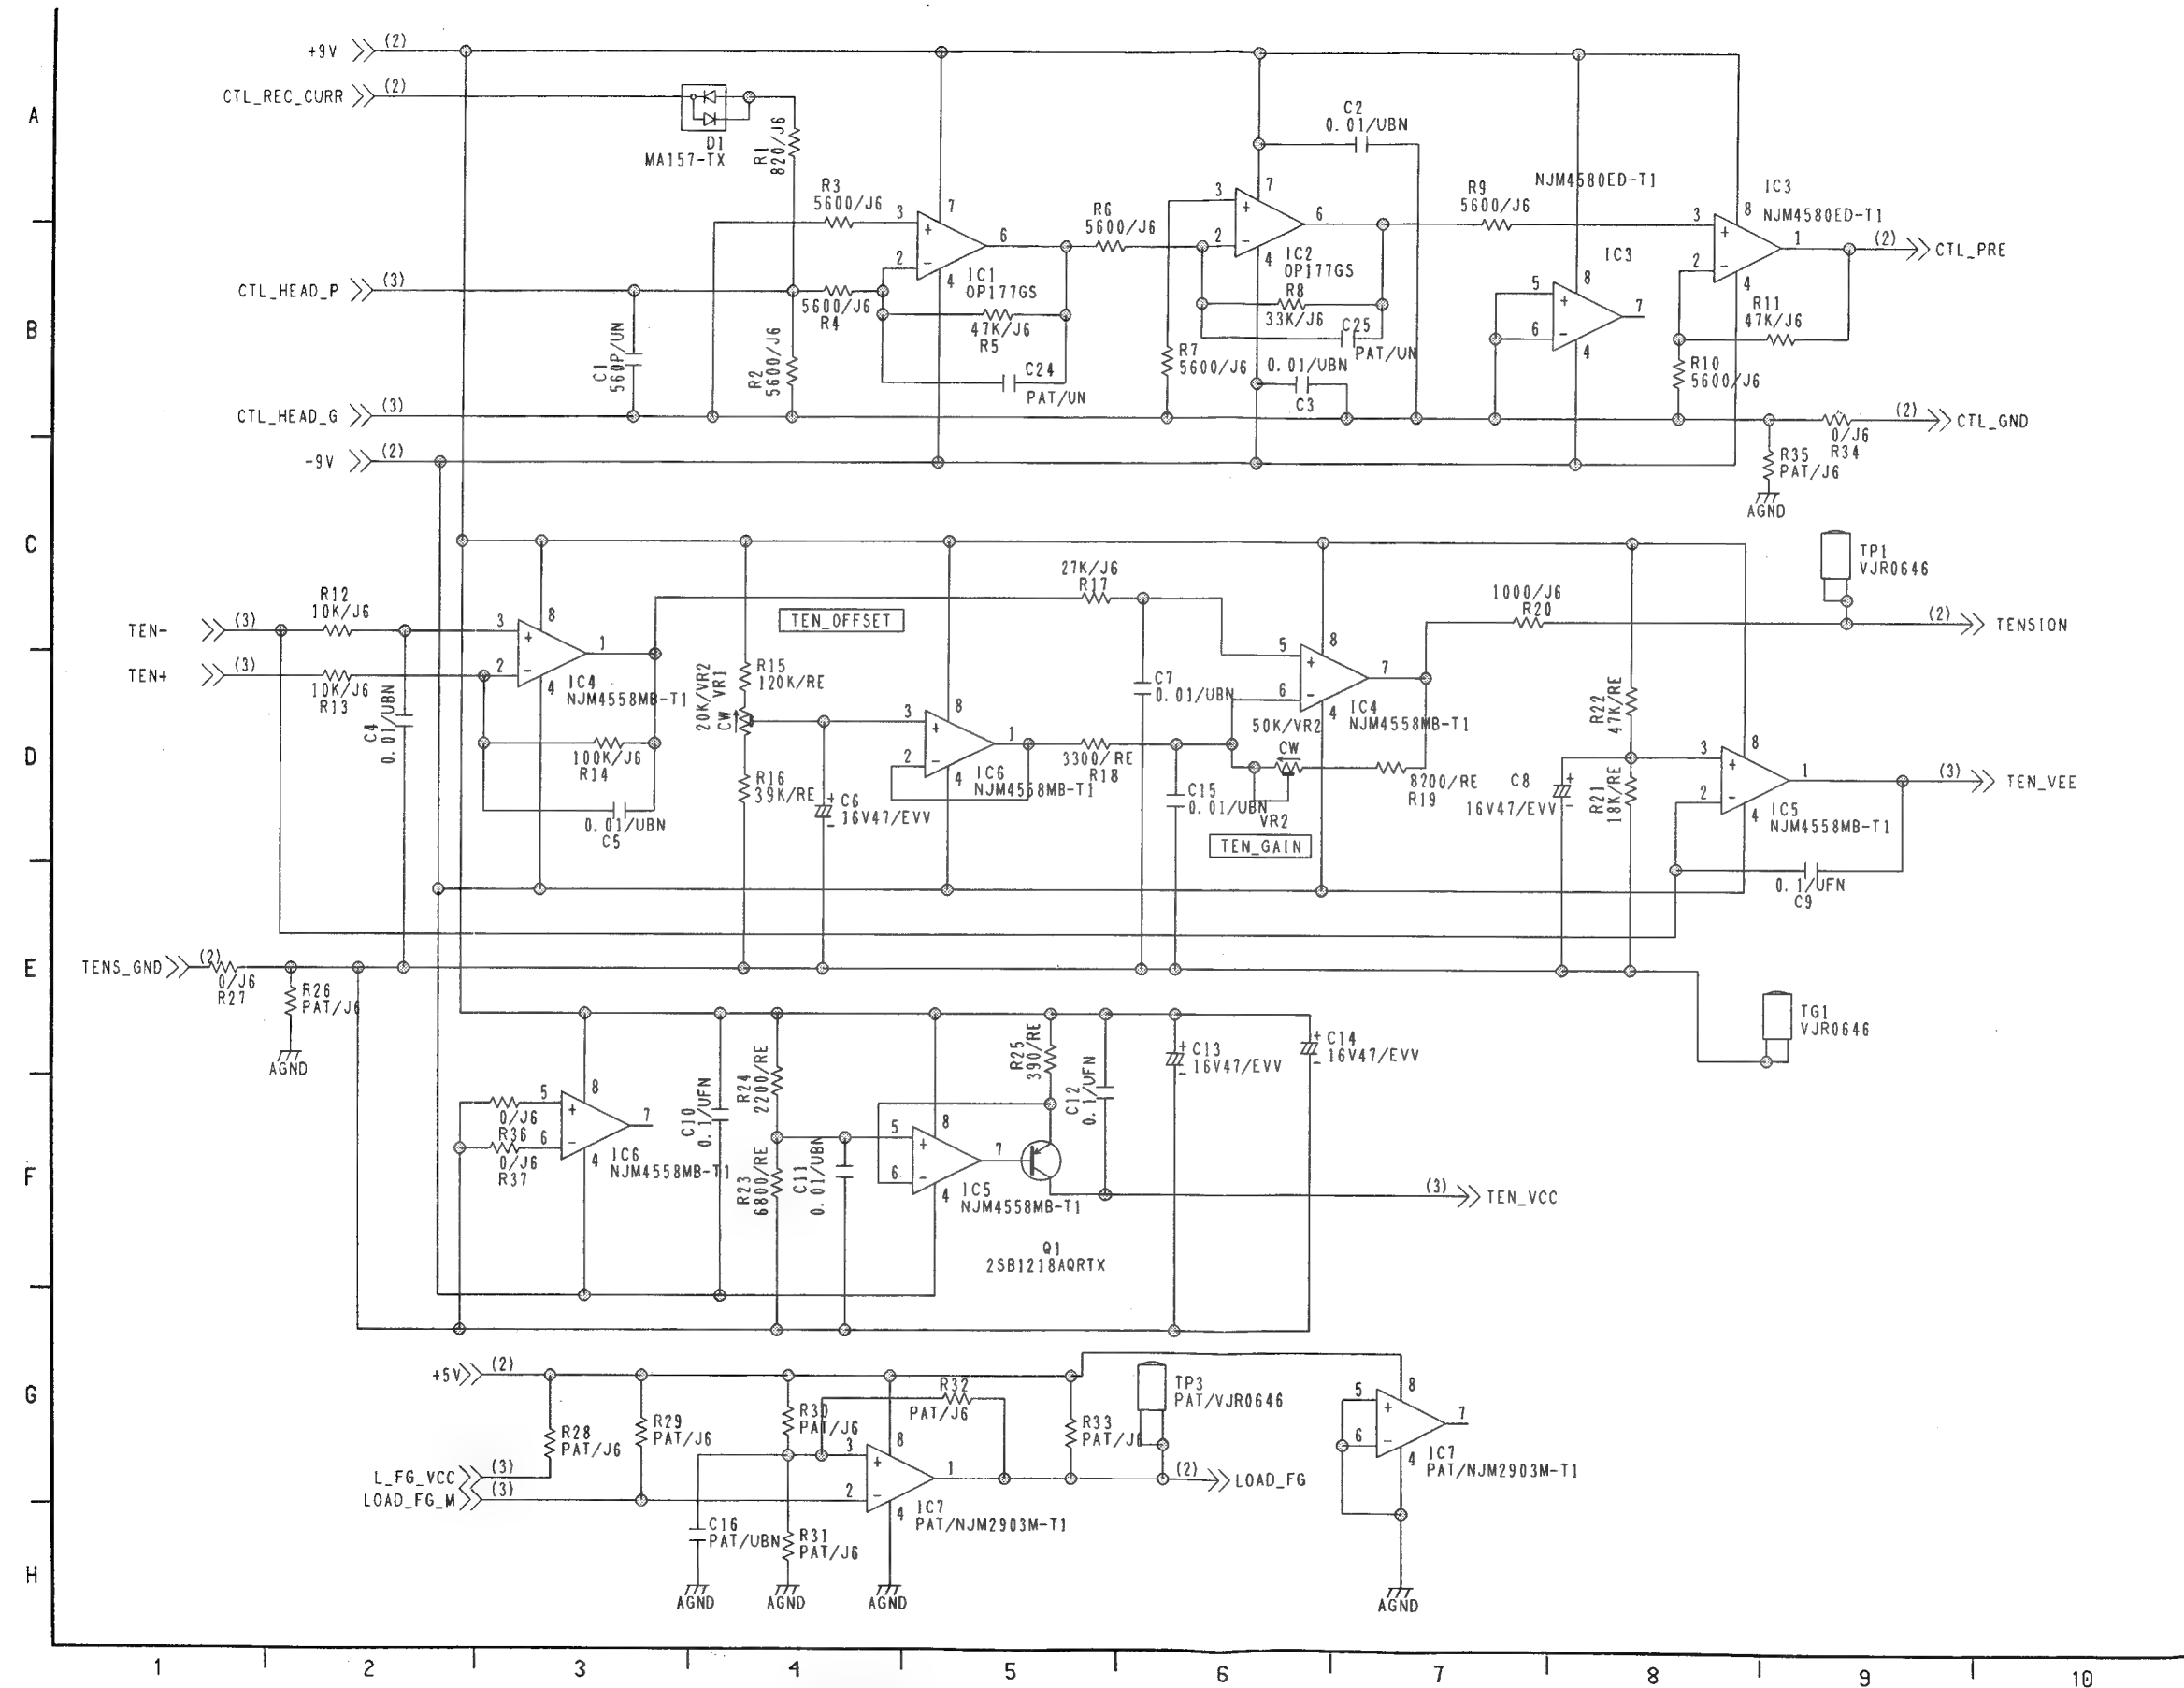 +9V (2)
CTL_REC_CURR (2)
A
D1
MA157-TX
R1
820/J6
C2
0.01/UBN
R3
5600/J6
3
7
+
2
-
6
4
IC1
OP177GS
R6
5600/J6
3
7
+
2
-
6
4
IC2
OP177GS
R9
5600/J6
NJM4580ED-T1
IC3
5
8
+
6
-
7
4
IC3
NJM4580ED-T1
3
8
+
2
-
1
4
(2)
CTL_PRE
CTL_HEAD_P (3)
5600/J6
R4
47K/J6
R5
R8
33K/J6
C25
PAT/UN
R11
47K/J6
B
C1
560P/UN
R2
5600/J6
C24
PAT/UN
R7
5600/J6
0.01/UBN
C3
R10
5600/J6
CTL_HEAD_G (3)
(2)
CTL_GND
0/J6
R34
-9V (2)
R35
PAT/J6
AGND
C
TP1
VJR0646
R12
10K/J6
27K/J6
R17
1000/J6
R20
TEN_OFFSET
TEN- (3)
3
8
+
2
-
1
4
IC4
NJM4558MB-T1
(2)
TENSION
TEN+ (3)
10K/J6
R13
C4
0.01/UBN
R15
120K/RE
20K/VR2
VR1
CW
C7
0.01/UBN
5
8
+
6
-
7
4
IC4
NJM4558MB-T1
R22
47K/RE
D
100K/J6
R14
0.01/UBN
C5
R16
39K/RE
+
-
C6
16V47/EVV
3
8
+
2
-
1
4
IC6
NJM4558MB-T1
3300/RE
R18
C15
0.01/UBN
50K/VR2
CW
VR2
8200/RE
R19
TEN_GAIN
C8
16V47/EVV
+
-
R21
18K/RE
3
8
+
2
-
1
4
IC5
NJM4558MB-T1
(3)
TEN_VEE
0.1/UFN
C9
E
TENS_GND (2)
0/J6
R27
R26
PAT/J6
AGND
TG1
VJR0646
R24
2200/RE
R25
390/RE
C12
0.1/UFN
+
-
C13
16V47/EVV
+
-
C14
16V47/EVV
F
5
8
+
6
-
7
4
0/J6
R36
0/J6
R37
IC6
NJM4558MB-T1
C10
0.1/UFN
R23
6800/RE
C11
0.01/UBN
5
8
+
6
-
7
4
IC5
NJM4558MB-T1
(3)
TEN_VCC
Q1
2SB1218AQRTX
G
+5V (2)
R28
PAT/J6
R29
PAT/J6
R30
PAT/J6
R32
PAT/J6
R33
PAT/J6
TP3
PAT/VJR0646
5
8
+
6
-
7
4
IC7
PAT/NJM2903M-T1
L_FG_VCC (3)
LOAD_FG_M (3)
3
8
+
2
-
1
4
IC7
PAT/NJM2903M-T1
(2)
LOAD_FG
H
C16
PAT/UBN
R31
PAT/J6
AGND
AGND
AGND
AGND
1 2 3 4 5 6 7 8 9 10